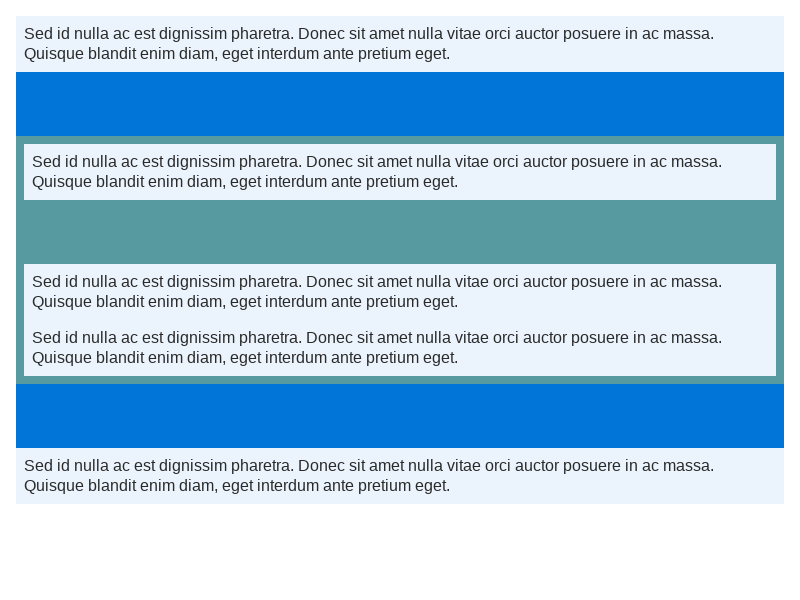 Sed id nulla ac est dignissim pharetra. Donec sit amet nulla vitae orci auctor posuere in ac massa.
Quisque blandit enim diam, eget interdum ante pretium eget.
Sed id nulla ac est dignissim pharetra. Donec sit amet nulla vitae orci auctor posuere in ac massa.
Quisque blandit enim diam, eget interdum ante pretium eget.
Sed id nulla ac est dignissim pharetra. Donec sit amet nulla vitae orci auctor posuere in ac massa.
Quisque blandit enim diam, eget interdum ante pretium eget.
Sed id nulla ac est dignissim pharetra. Donec sit amet nulla vitae orci auctor posuere in ac massa.
Quisque blandit enim diam, eget interdum ante pretium eget.
Sed id nulla ac est dignissim pharetra. Donec sit amet nulla vitae orci auctor posuere in ac massa.
Quisque blandit enim diam, eget interdum ante pretium eget.